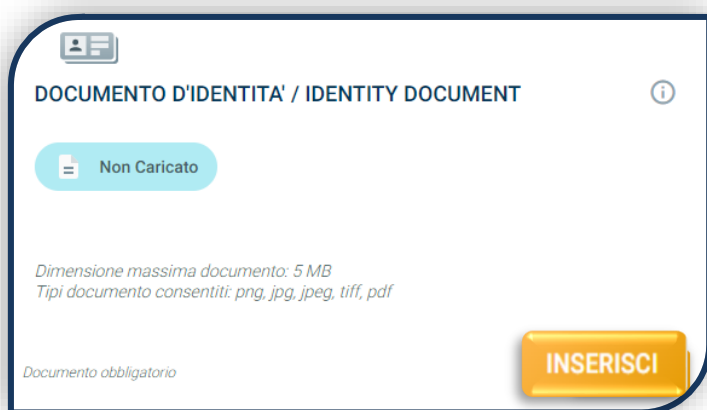 DOCUMENTO D'IDENTITA' / IDENTITY DOCUMENT
Non Caricato
Dimensione massima documento: 5 MB
Tipi documento consentiti: png, jpg, jpeg, tiff, pdf
Documento obbligatorio
INSERISCI